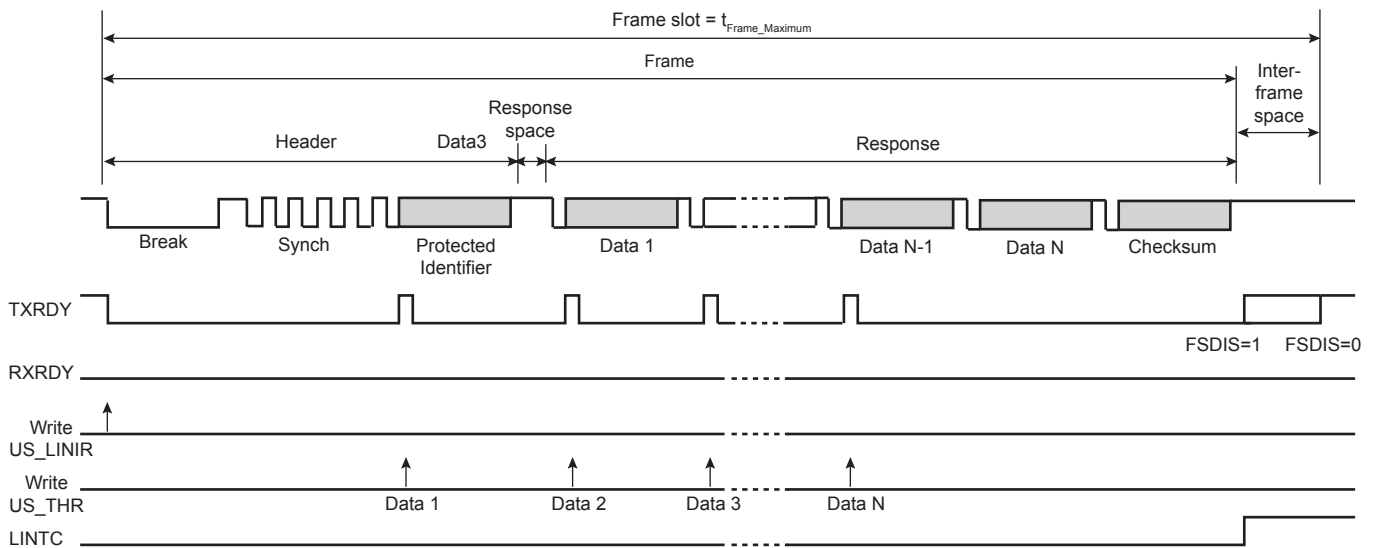 Frame slot = tFrame_Maximum
Frame
Inter-
frame
space
Response
space
Header
Data3
Response
Break
Synch
Protected
Identifier
Data 1
Data N-1
Data N
Checksum
TXRDY
FSDIS=1
FSDIS=0
RXRDY
Write
US_LINIR
Write
US_THR
Data 1
Data 2
Data 3
Data N
LINTC